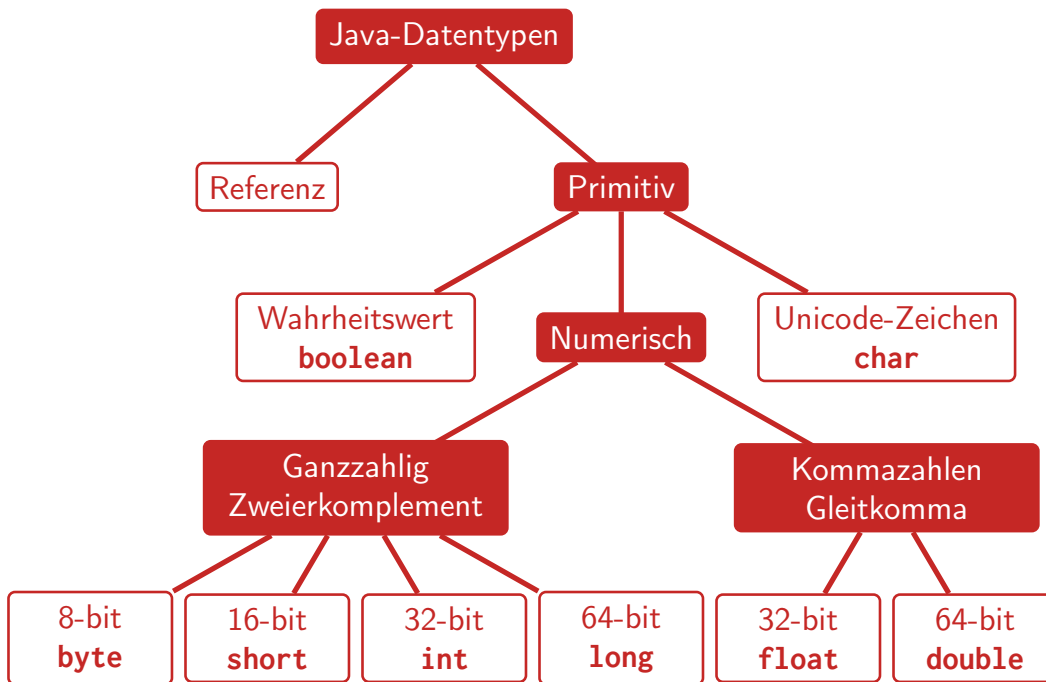 Java-Datentypen
Referenz
Primitiv
Wahrheitswert
boolean
Numerisch
Unicode-Zeichen
char
Ganzzahlig
Zweierkomplement
Kommazahlen
Gleitkomma
8-bit
byte
16-bit
short
32-bit
int
64-bit
long
32-bit
float
64-bit
double